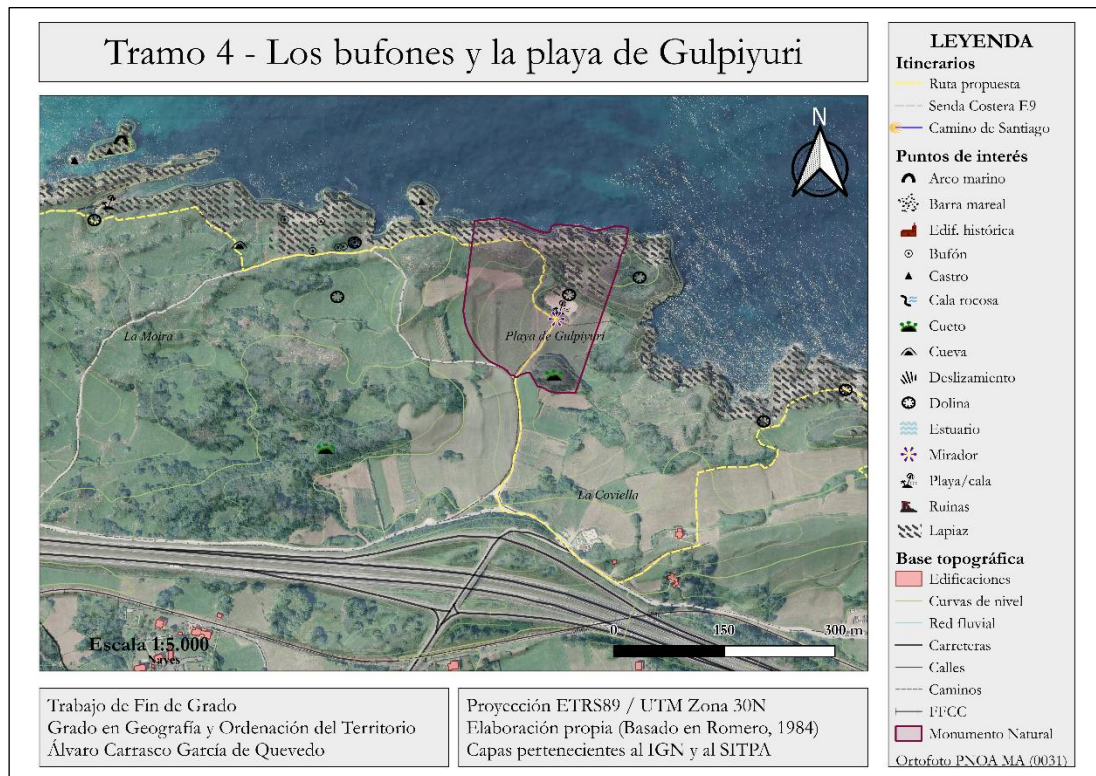 Tramo 4 - Los bufones y la playa de Gulpiyuri
N
La Moira
Playa de Gulpiyuri
La Coviella
Escala 1:5.000
Naves
0 150 300 m
LEYENDA
Itinerarios
Ruta propuesta
Senda Costera E9
Camino de Santiago
Puntos de interés
Arco marino
Barra mareal
Edif. histórica
Bufón
Castro
Cala rocosa
Cueto
Cueva
Deslizamiento
Dolina
Estuario
Mirador
Playa/cala
Ruinas
Lapiaz
Base topográfica
Edificaciones
Curvas de nivel
Red fluvial
Carreteras
Calles
Caminos
FFCC
Monumento Natural
Ortofoto PNOA MA (0031)
Trabajo de Fin de Grado
Grado en Geografía y Ordenación del Territorio
Álvaro Carrasco García de Quevedo
Proyección ETRS89 / UTM Zona 30N
Elaboración propia (Basado en Romero, 1984)
Capas pertenecientes al IGN y al SITPA